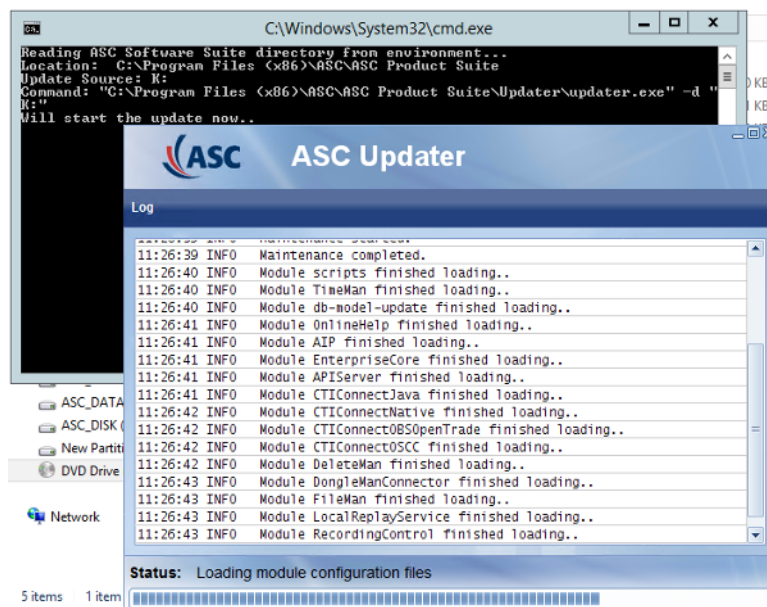 C:\Windows\System32\cmd.exe
Reading ASC Software Suite directory from environment...
Location:  C:\Program Files (x86)\ASC\ASC Product Suite
Update Source: K:
Command: "C:\Program Files (x86)\ASC\ASC Product Suite\Updater\updater.exe" -d "
K:"
Will start the update now..
KB
KB
ASC ASC Updater
Log
11:26:39 INFO Maintenance completed.
11:26:40 INFO Module scripts finished loading..
11:26:40 INFO Module TimeMan finished loading..
11:26:40 INFO Module db-model-update finished loading..
11:26:41 INFO Module OnlineHelp finished loading..
11:26:41 INFO Module AIP finished loading..
11:26:41 INFO Module EnterpriseCore finished loading..
11:26:41 INFO Module APIServer finished loading..
11:26:41 INFO Module CTIConnectJava finished loading..
11:26:42 INFO Module CTIConnectNative finished loading..
11:26:42 INFO Module CTIConnectOBSOpenTrade finished loading..
11:26:42 INFO Module CTIConnectOSCC finished loading..
11:26:42 INFO Module DeleteMan finished loading..
11:26:43 INFO Module DongleManConnector finished loading..
11:26:43 INFO Module FileMan finished loading..
11:26:43 INFO Module LocalReplayService finished loading..
11:26:43 INFO Module RecordingControl finished loading..
ASC_DATA
ASC_DISK (
New Partiti
DVD Drive
Network
Status: Loading module configuration files
5 items 1 item